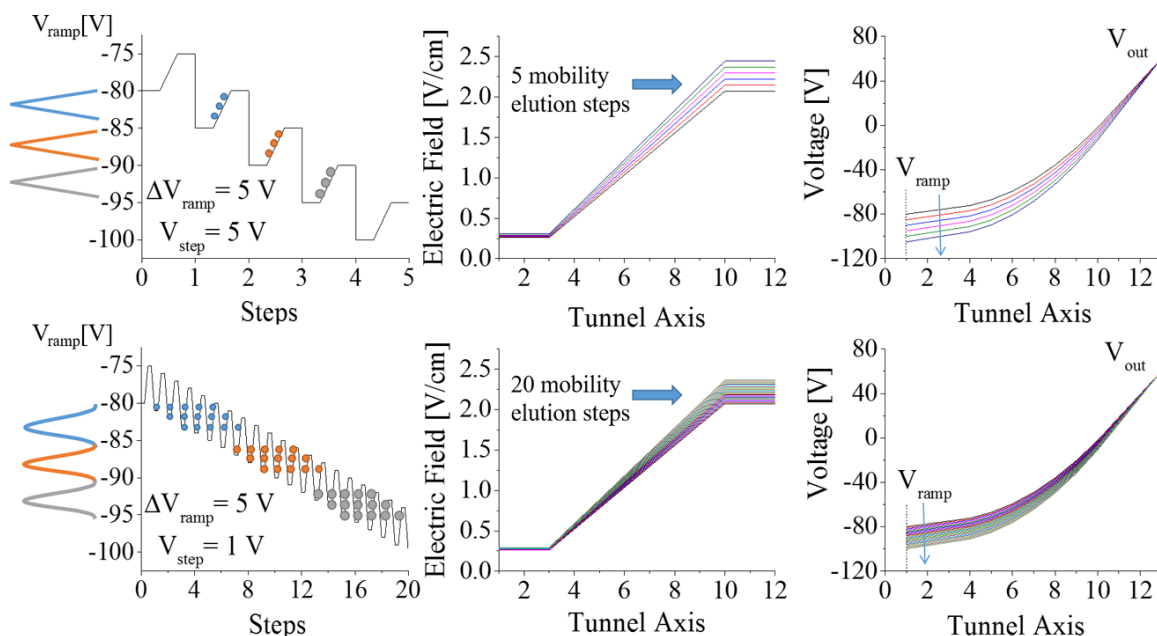 V_ramp[V]
-75
-80
-85
-90
-95
-100
ΔV_ramp= 5 V
V_step= 5 V
0 1 2 3 4 5
Steps
Electric Field [V/cm]
2.5
2.0
1.5
1.0
0.5
0.0
5 mobility
elution steps
2 4 6 8 10 12
Tunnel Axis
Voltage [V]
80
40
0
-40
-80
-120
V_out
V_ramp
0 2 4 6 8 10 12
Tunnel Axis
V_ramp[V]
-75
-80
-85
-90
-95
-100
ΔV_ramp= 5 V
V_step= 1 V
0 4 8 12 16 20
Steps
Electric Field [V/cm]
2.5
2.0
1.5
1.0
0.5
0.0
20 mobility
elution steps
2 4 6 8 10 12
Tunnel Axis
Voltage [V]
80
40
0
-40
-80
-120
V_out
V_ramp
0 2 4 6 8 10 12
Tunnel Axis